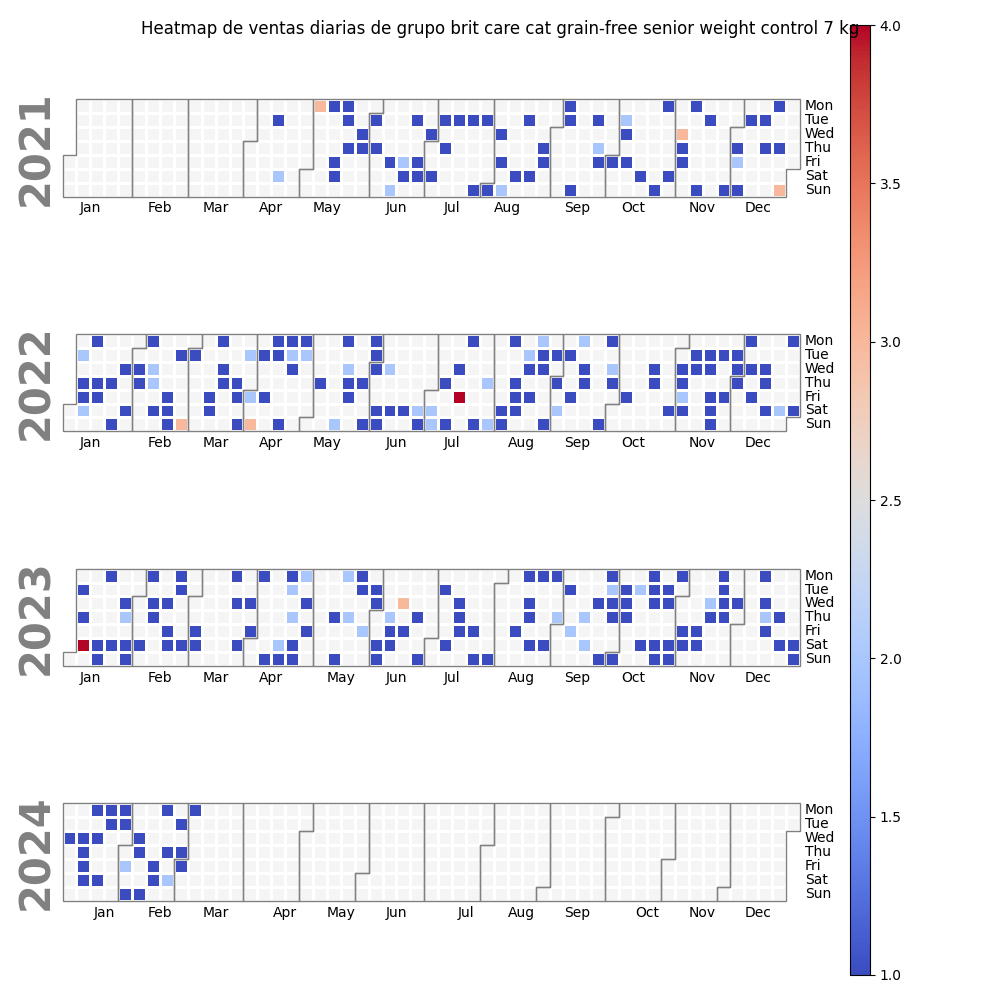 Heatmap de ventas diarias de grupo brit care cat grain-free senior weight control 7 kg
4.0
3.5
3.0
2.5
2.0
1.5
1.0
2021
Mon
Tue
Wed
Thu
Fri
Sat
Sun
Jan Feb Mar Apr May Jun Jul Aug Sep Oct Nov Dec
2022
Mon
Tue
Wed
Thu
Fri
Sat
Sun
Jan Feb Mar Apr May Jun Jul Aug Sep Oct Nov Dec
2023
Mon
Tue
Wed
Thu
Fri
Sat
Sun
Jan Feb Mar Apr May Jun Jul Aug Sep Oct Nov Dec
2024
Mon
Tue
Wed
Thu
Fri
Sat
Sun
Jan Feb Mar Apr May Jun Jul Aug Sep Oct Nov Dec